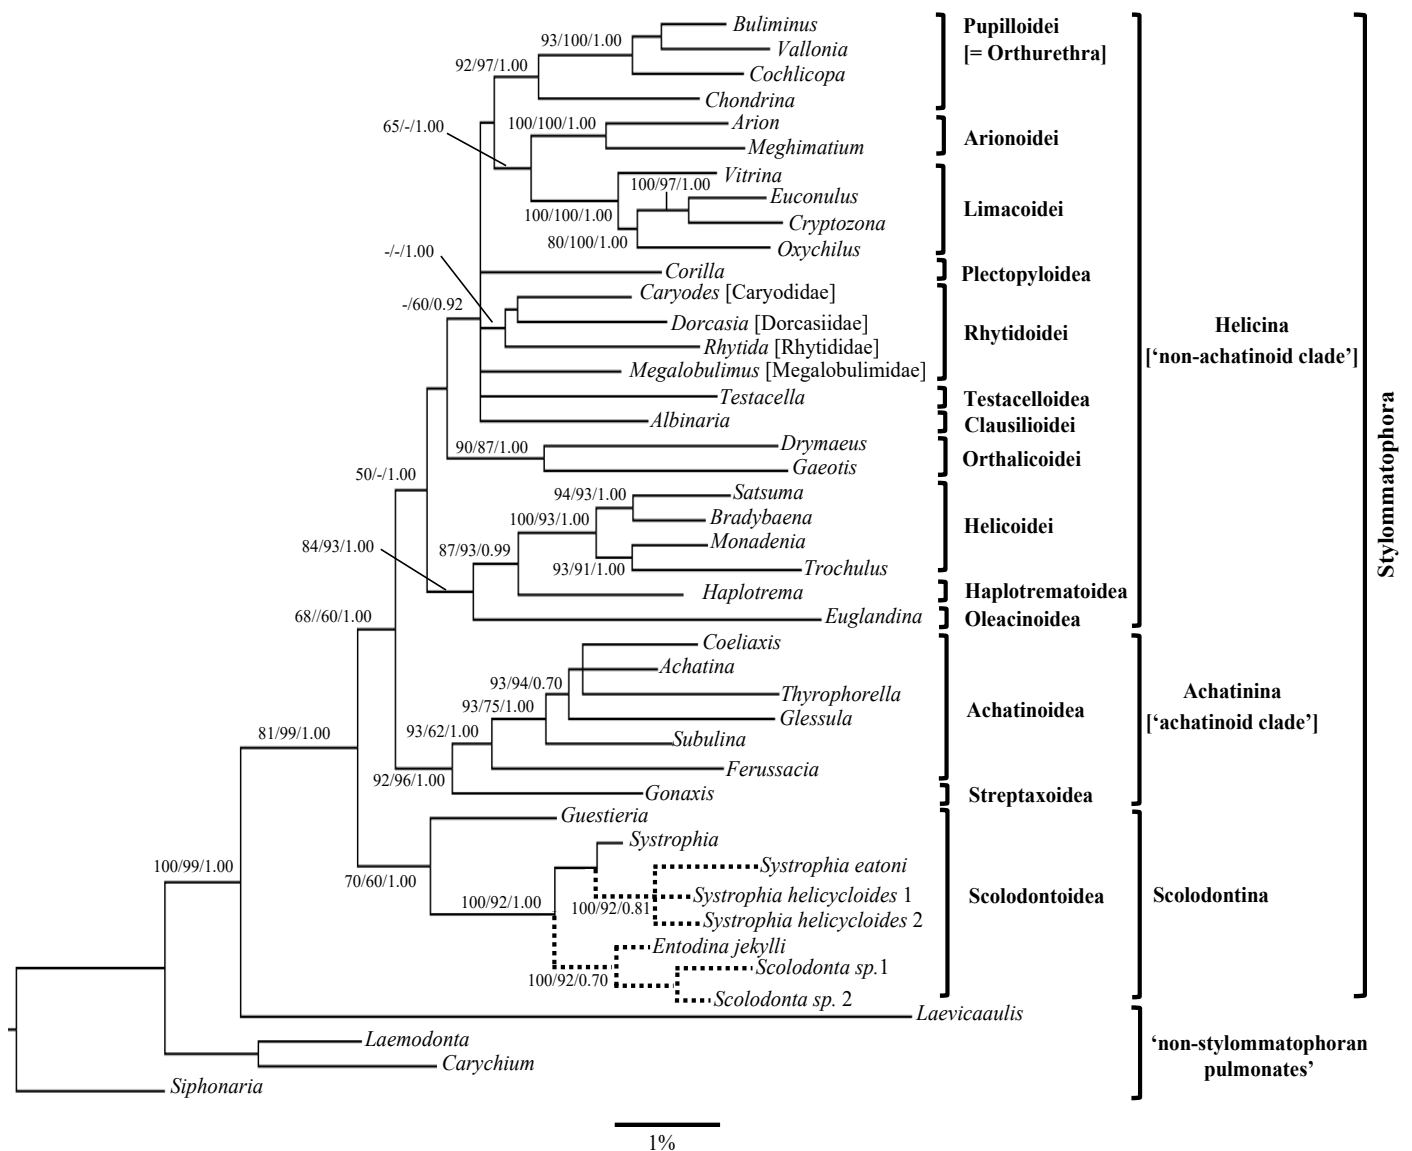 Buliminus
93/100/1.00
Vallonia
92/97/1.00
Cochlicopa
Chondrina
Pupilloidei
[= Orthurethra]
65/-/1.00
100/100/1.00
Arion
Meghimatium
Arionoidei
Vitrina
100/97/1.00
Euconulus
100/100/1.00
Cryptozona
80/100/1.00
Oxychilus
Limacoidei
-/-/1.00
Corilla
Plectopyloidea
-/60/0.92
Caryodes [Caryodidae]
Dorcasia [Dorcasiidae]
Rhytida [Rhytididae]
Megalobulimus [Megalobulimidae]
Rhytidoidei
Testacella
Testacelloidea
Albinaria
Clausilioidei
90/87/1.00
Drymaeus
Gaeotis
Orthalicoidei
50/-/1.00
94/93/1.00
Satsuma
100/93/1.00
Bradybaena
84/93/1.00
87/93/0.99
Monadenia
93/91/1.00
Trochulus
Helicoidei
Haplotrema
Haplotrematoidea
Euglandina
Oleacinoidea
Helicina
[‘non-achatinoid clade’]
68//60/1.00
Coeliaxis
Achatina
93/94/0.70
Thyrophorella
93/75/1.00
Glessula
93/62/1.00
Subulina
92/96/1.00
Ferussacia
Achatinoidea
Gonaxis
Streptaxoidea
Achatinina
[‘achatinoid clade’]
81/99/1.00
Guestieria
Systrophia
100/99/1.00
70/60/1.00
Systrophia eatoni
100/92/1.00
Systrophia helicycloides 1
100/92/0.81
Systrophia helicycloides 2
Entodina jekylli
100/92/0.70
Scolodonta sp.1
Scolodonta sp. 2
Scolodontoidea
Scolodontina
Stylommatophora
Laevicaaulis
Laemodonta
Carychium
Siphonaria
‘non-stylommatophoran
pulmonates’
1%